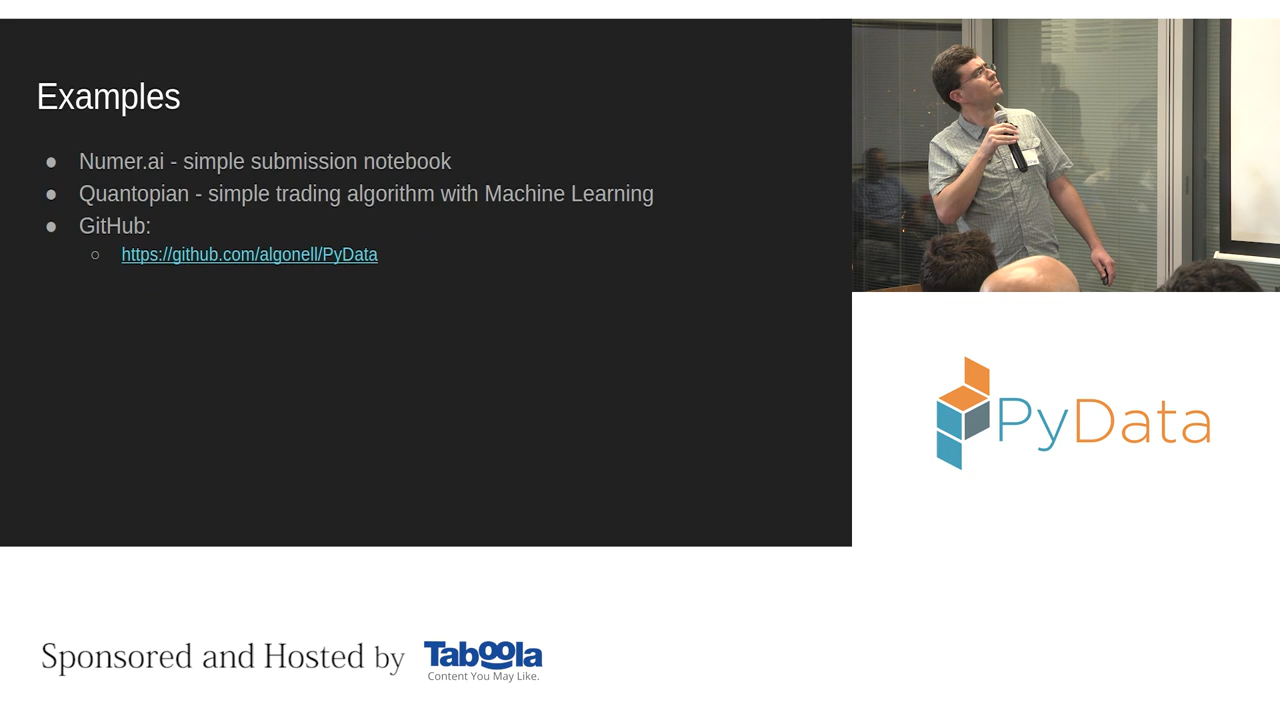 Examples
● Numer.ai - simple submission notebook
● Quantopian - simple trading algorithm with Machine Learning
● GitHub:
○ https://github.com/algonell/PyData
PyData
Sponsored and Hosted by Taboola
Content You May Like.